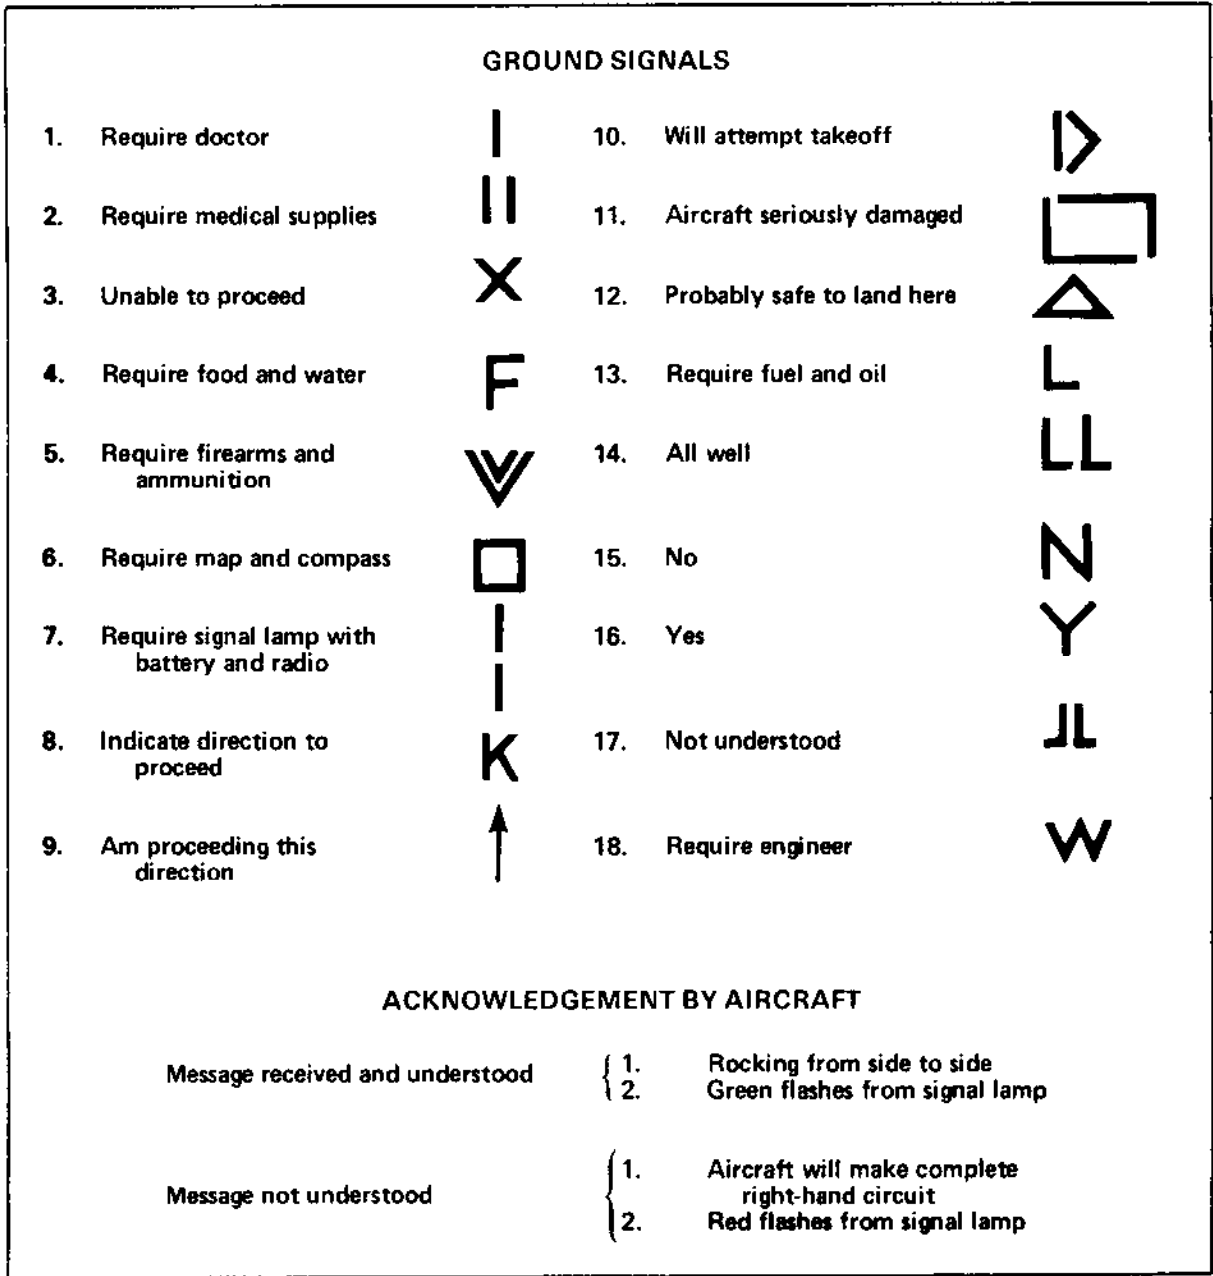 GROUND SIGNALS
1. Require doctor I
2. Require medical supplies II
3. Unable to proceed X
4. Require food and water F
5. Require firearms and
ammunition
6. Require map and compass
7. Require signal lamp with
battery and radio
8. Indicate direction to
proceed K
9. Am proceeding this
direction
10. Will attempt takeoff
11. Aircraft seriously damaged
12. Probably safe to land here
13. Require fuel and oil L
14. All well LL
15. No N
16. Yes Y
17. Not understood
18. Require engineer W
ACKNOWLEDGEMENT BY AIRCRAFT
Message received and understood
1. Rocking from side to side
2. Green flashes from signal lamp
Message not understood
1. Aircraft will make complete
right-hand circuit
2. Red flashes from signal lamp